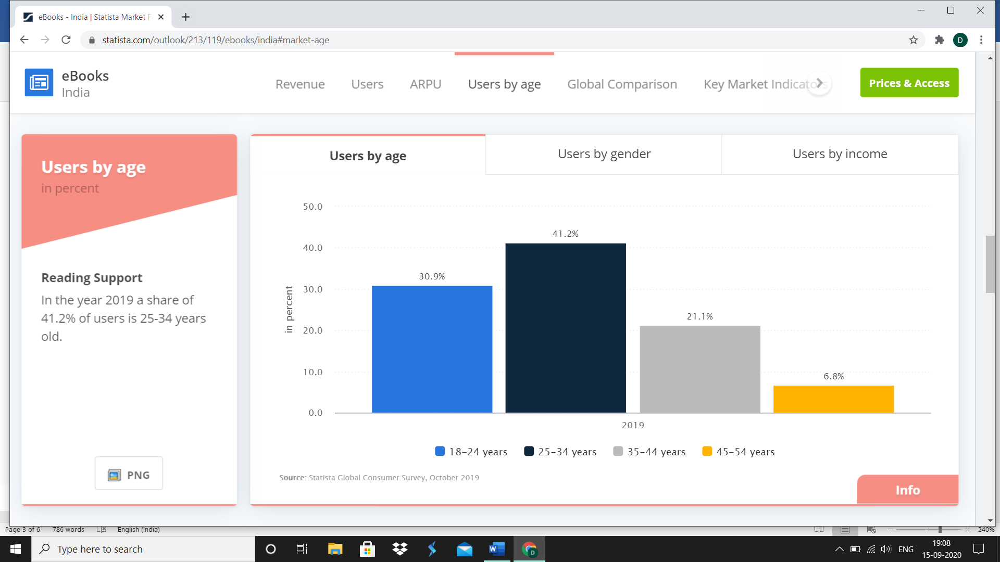 eBooks - India | Statista Market F
statista.com/outlook/213/119/ebooks/india#market-age
D
eBooks
India
Revenue
Users
ARPU
Users by age
Global Comparison
Key Market Indicators
Prices & Access
Users by age
in percent
Reading Support
In the year 2019 a share of
41.2% of users is 25-34 years
old.
PNG
Users by age
Users by gender
Users by income
in percent
50.0
40.0
30.0
20.0
10.0
0.0
30.9%
41.2%
21.1%
6.8%
2019
18-24 years
25-34 years
35-44 years
45-54 years
Source: Statista Global Consumer Survey, October 2019
Info
Page 3 of 6
786 words
English (India)
240%
Type here to search
W
D
ENG
19:08
15-09-2020